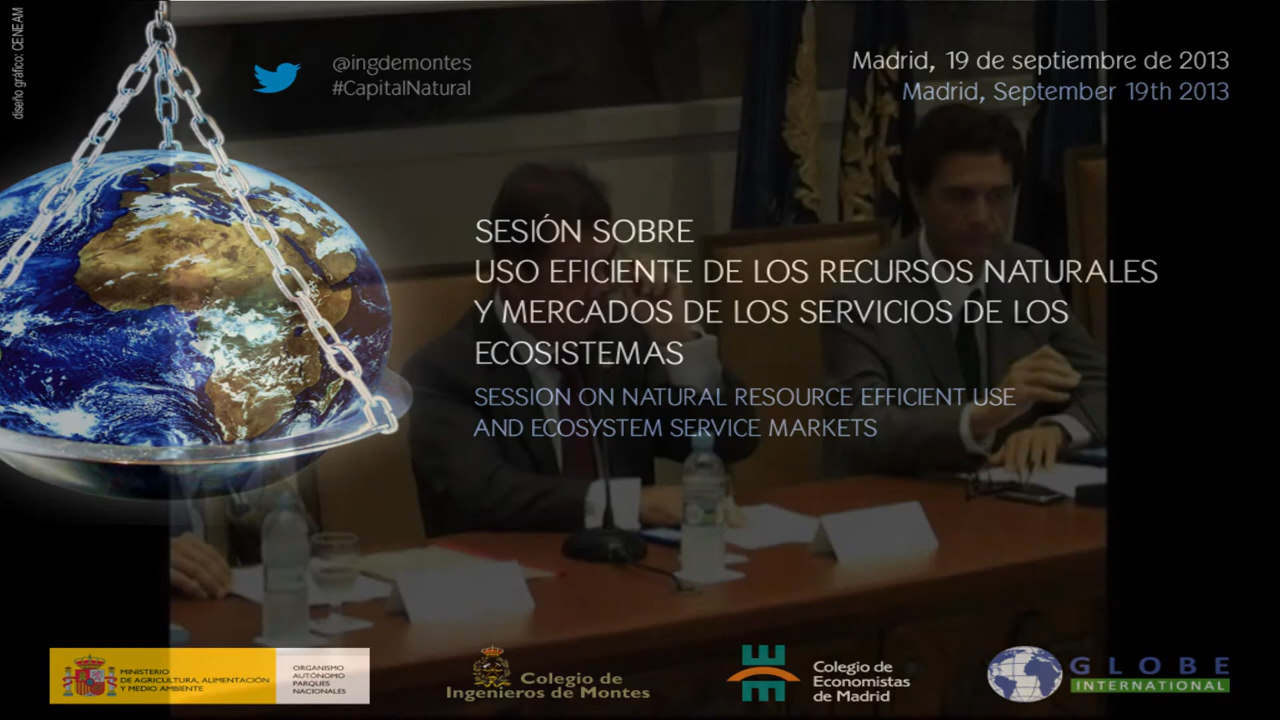 diseño gráfico: CENEAM
@ingdemontes
#CapitalNatural
Madrid, 19 de septiembre de 2013
Madrid, September 19th 2013
SESIÓN SOBRE
USO EFICIENTE DE LOS RECURSOS NATURALES
Y MERCADOS DE LOS SERVICIOS DE LOS
ECOSISTEMAS
SESSION ON NATURAL RESOURCE EFFICIENT USE
AND ECOSYSTEM SERVICE MARKETS
MINISTERIO
DE AGRICULTURA, ALIMENTACIÓN
Y MEDIO AMBIENTE
ORGANISMO
AUTÓNOMO
PARQUES
NACIONALES
Colegio de
Ingenieros de Montes
Colegio de
Economistas
de Madrid
GLOBE
INTERNATIONAL